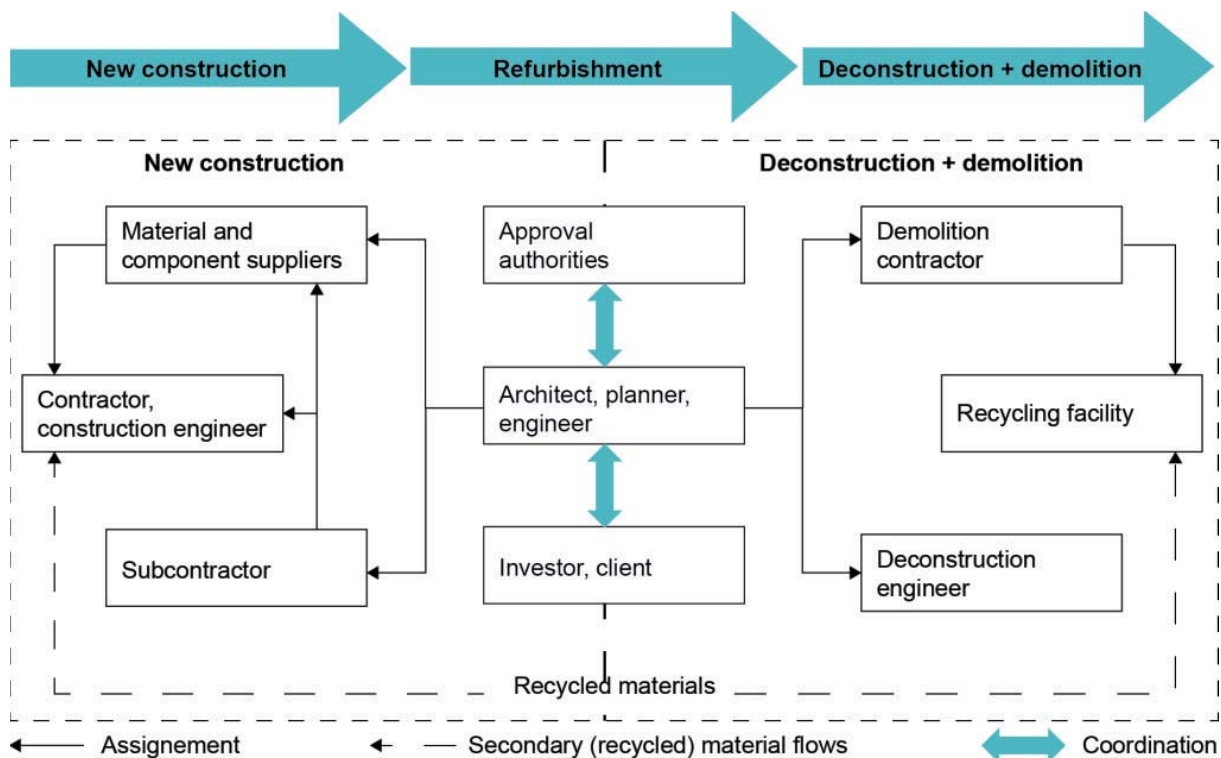 New construction
Refurbishment
Deconstruction + demolition
New construction
Deconstruction + demolition
Material and
component suppliers
Approval
authorities
Demolition
contractor
Contractor,
construction engineer
Architect, planner,
engineer
Recycling facility
Subcontractor
Investor, client
Deconstruction
engineer
Recycled materials
Assignement
Secondary (recycled) material flows
Coordination